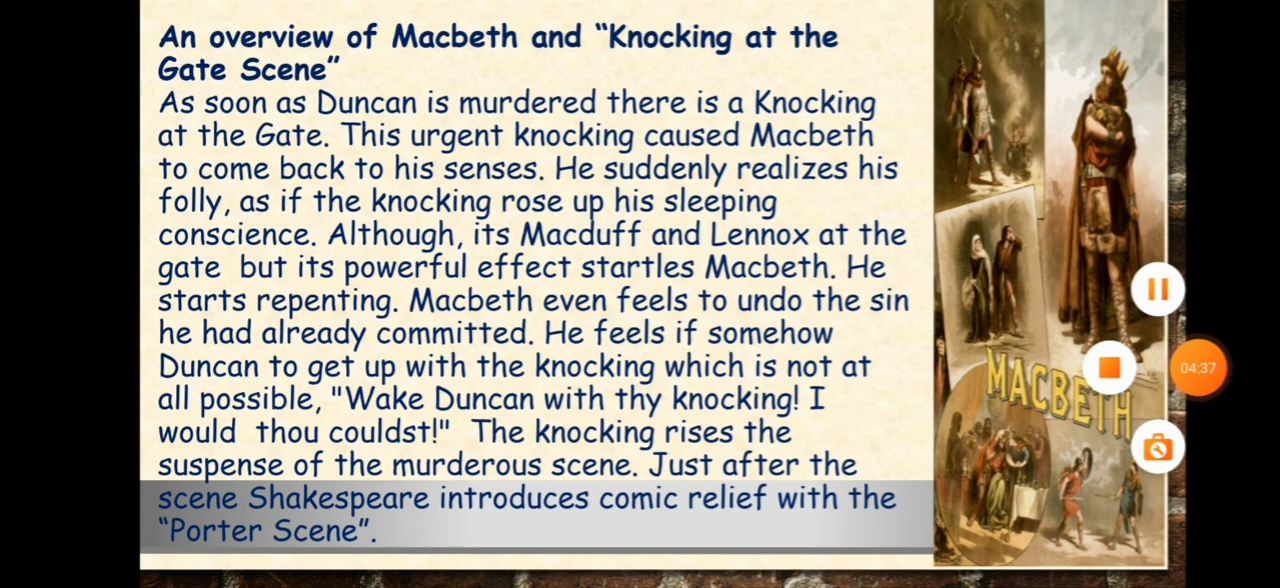 An overview of Macbeth and “Knocking at the
Gate Scene”
As soon as Duncan is murdered there is a Knocking
at the Gate. This urgent knocking caused Macbeth
to come back to his senses. He suddenly realizes his
folly, as if the knocking rose up his sleeping
conscience. Although, its Macduff and Lennox at the
gate but its powerful effect startles Macbeth. He
starts repenting. Macbeth even feels to undo the sin
he had already committed. He feels if somehow
Duncan to get up with the knocking which is not at
all possible, "Wake Duncan with thy knocking! I
would thou couldst!" The knocking rises the
suspense of the murderous scene. Just after the
scene Shakespeare introduces comic relief with the
“Porter Scene”.
MACBETH
04:37